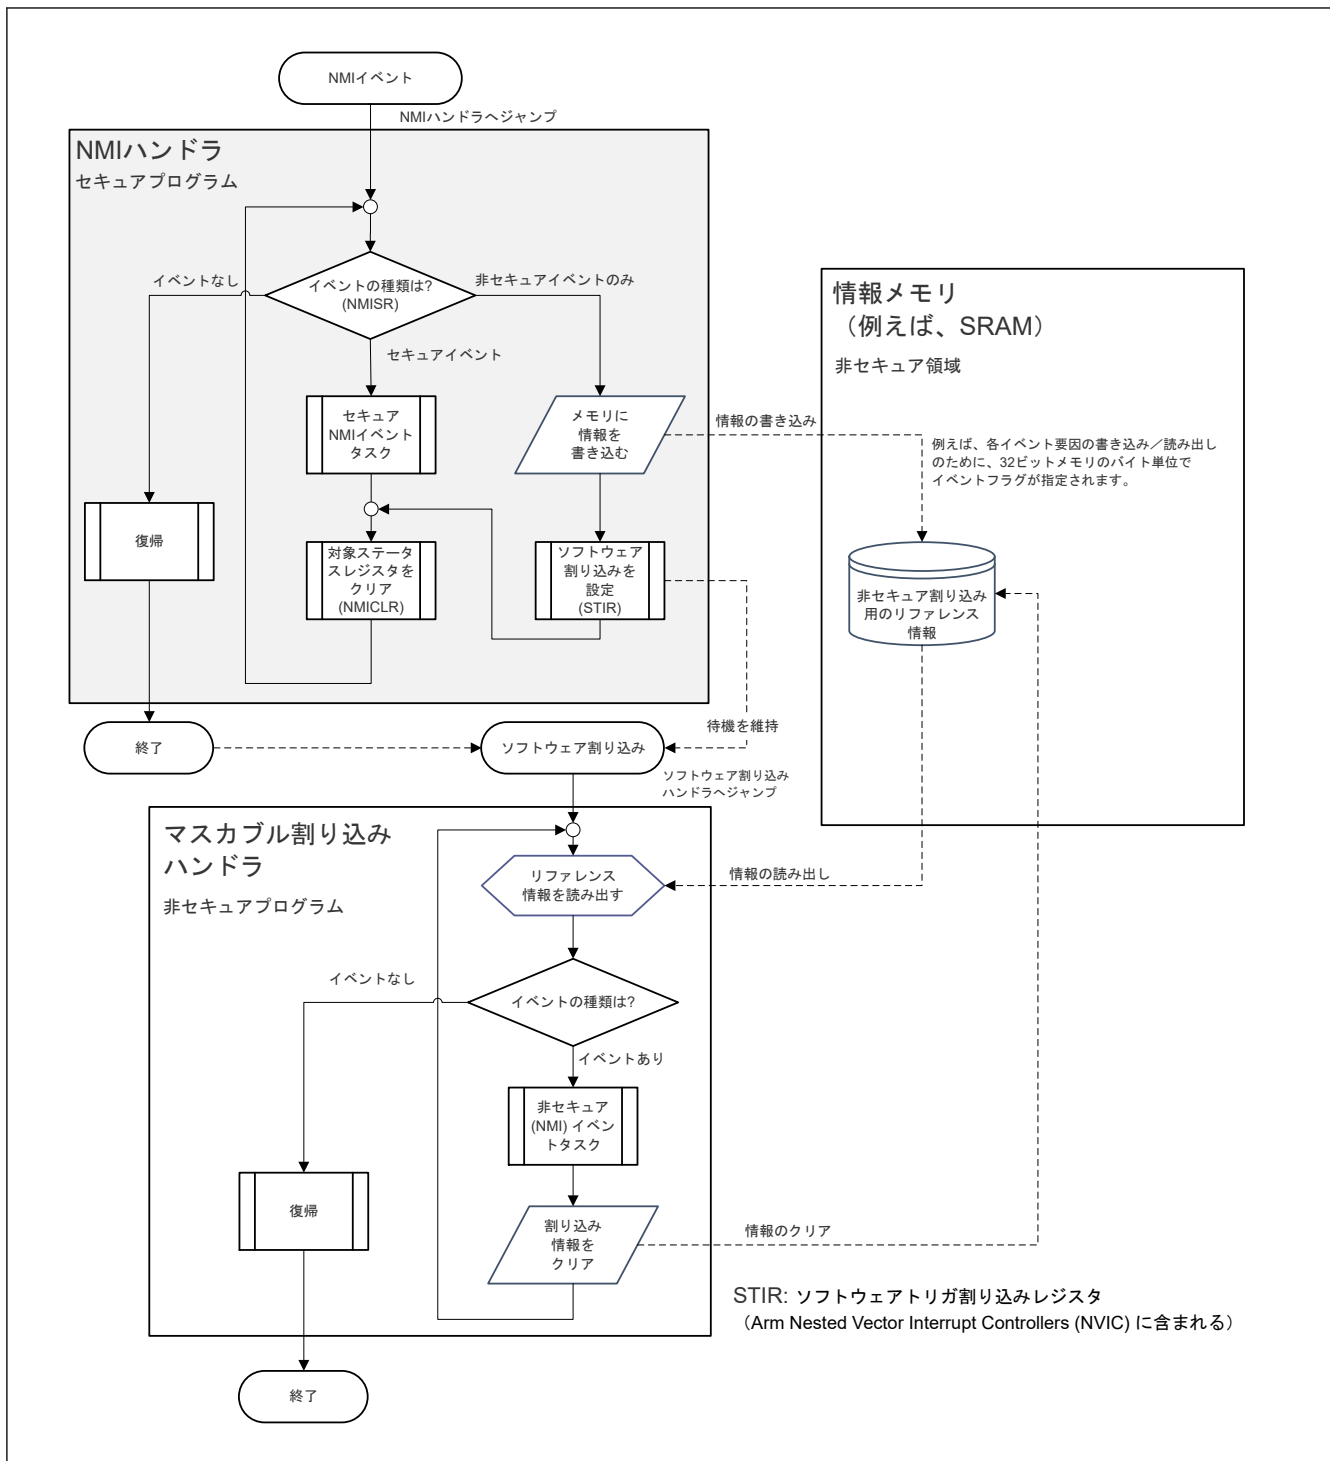 NMIイベント
NMIハンドラへジャンプ
NMIハンドラ
セキュアプログラム
イベントなし
イベントの種類は?
(NMISR)
非セキュアイベントのみ
セキュアイベント
セキュア
NMIイベント
タスク
メモリに
情報を
書き込む
情報の書き込み
復帰
対象ステータ
スレジスタを
クリア
(NMICLR)
ソフトウェア
割り込みを
設定
(STIR)
情報メモリ
（例えば、SRAM）
非セキュア領域
例えば、各イベント要因の書き込み／読み出し
のために、32ビットメモリのバイト単位で
イベントフラグが指定されます。
非セキュア割り込み
用のリファレンス
情報
待機を維持
終了
ソフトウェア割り込み
ソフトウェア割り込み
ハンドラへジャンプ
マスカブル割り込み
ハンドラ
非セキュアプログラム
リファレンス
情報を読み出す
情報の読み出し
イベントなし
イベントの種類は?
イベントあり
非セキュア
(NMI) イベン
トタスク
復帰
割り込み
情報を
クリア
情報のクリア
STIR: ソフトウェアトリガ割り込みレジスタ
（Arm Nested Vector Interrupt Controllers (NVIC) に含まれる）
終了